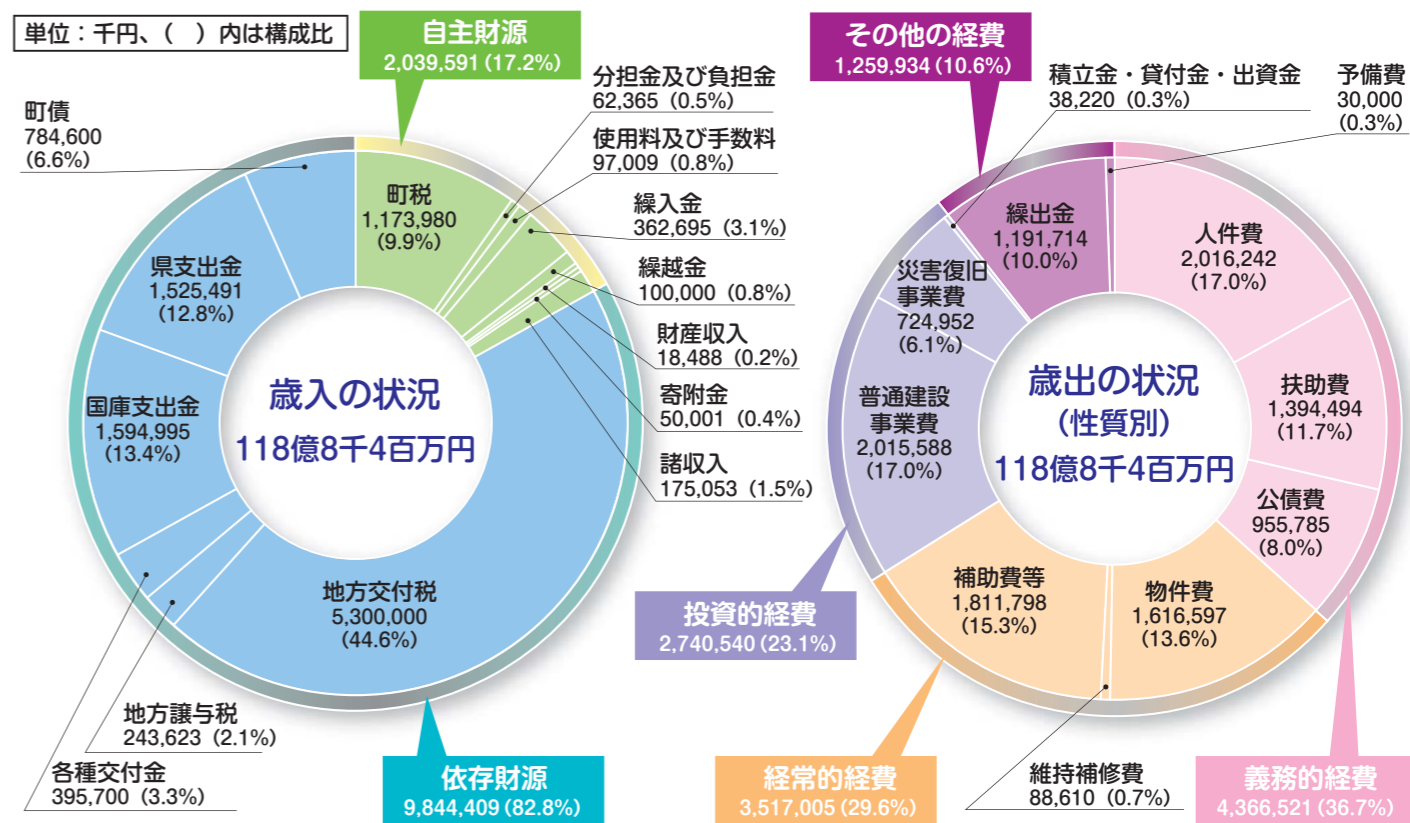 単位：千円、(　) 内は構成比
自主財源
2,039,591 (17.2%)
町債
784,600
(6.6%)
分担金及び負担金
62,365 (0.5%)
使用料及び手数料
97,009 (0.8%)
町税
1,173,980
(9.9%)
繰入金
362,695 (3.1%)
繰越金
100,000 (0.8%)
財産収入
18,488 (0.2%)
寄附金
50,001 (0.4%)
諸収入
175,053 (1.5%)
県支出金
1,525,491
(12.8%)
国庫支出金
1,594,995
(13.4%)
歳入の状況
118億8千4百万円
地方交付税
5,300,000
(44.6%)
地方譲与税
243,623 (2.1%)
各種交付金
395,700 (3.3%)
依存財源
9,844,409 (82.8%)
その他の経費
1,259,934 (10.6%)
積立金・貸付金・出資金
38,220 (0.3%)
予備費
30,000
(0.3%)
繰出金
1,191,714
(10.0%)
人件費
2,016,242
(17.0%)
災害復旧
事業費
724,952
(6.1%)
扶助費
1,394,494
(11.7%)
普通建設
事業費
2,015,588
(17.0%)
歳出の状況
(性質別)
118億8千4百万円
公債費
955,785
(8.0%)
補助費等
1,811,798
(15.3%)
物件費
1,616,597
(13.6%)
投資的経費
2,740,540 (23.1%)
経常的経費
3,517,005 (29.6%)
維持補修費
88,610 (0.7%)
義務的経費
4,366,521 (36.7%)